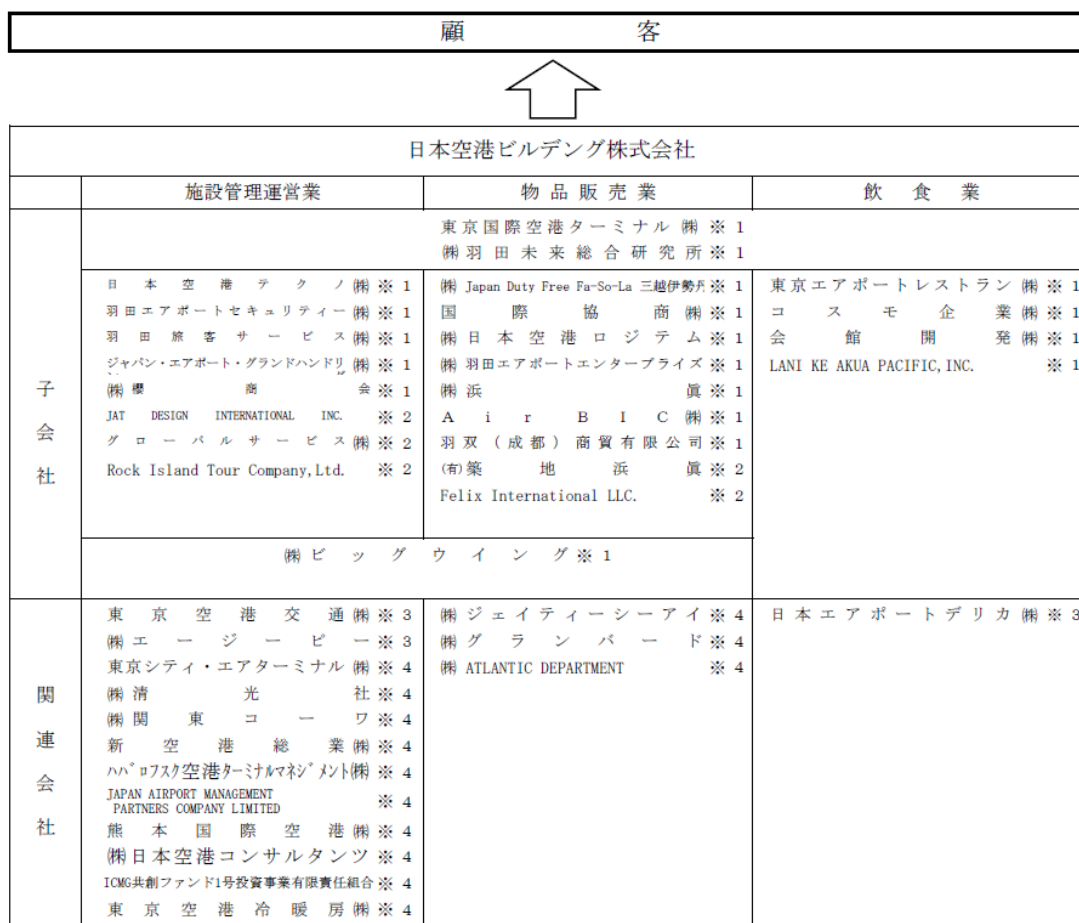 顧客
日本空港ビルデング株式会社
施設管理運営業
物品販売業
飲食業
子会社
東京国際空港ターミナル㈱※1
㈱羽田未来総合研究所※1
日本空港テクノ㈱※1
羽田エアポートセキュリティー㈱※1
羽田旅客サービス㈱※1
ジャパン・エアポート・グランドハンドリ ㈱※1
㈱櫻商会※1
JAT DESIGN INTERNATIONAL INC. ※2
グローバルサービス㈱※2
Rock Island Tour Company,Ltd. ※2
㈱Japan Duty Free Fa-So-La 三越伊勢丹※1
国際協商㈱※1
㈱日本空港ロジテム※1
㈱羽田エアポートエンタープライズ※1
㈱浜眞※1
AirBIC㈱※1
羽双(成都)商貿有限公司※1
㈲築地浜眞※2
Felix International LLC. ※2
東京エアポートレストラン㈱※1
コスモ企業㈱※1
会館開発㈱※1
LANI KE AKUA PACIFIC,INC. ※1
㈱ビッグウイング※1
関連会社
東京空港交通㈱※3
㈱エージーピー※3
東京シティ・エアターミナル㈱※4
㈱清光社※4
㈱関東コーワ※4
新空港総業㈱※4
ハバロフスク空港ターミナルマネジメント㈱※4
JAPAN AIRPORT MANAGEMENT
PARTNERS COMPANY LIMITED ※4
熊本国際空港㈱※4
㈱日本空港コンサルタンツ※4
ICMG共創ファンド1号投資事業有限責任組合※4
東京空港冷暖房㈱※4
㈱ジェイティーシーアイ※4
㈱グランバード※4
㈱ATLANTIC DEPARTMENT ※4
日本エアポートデリカ㈱※3